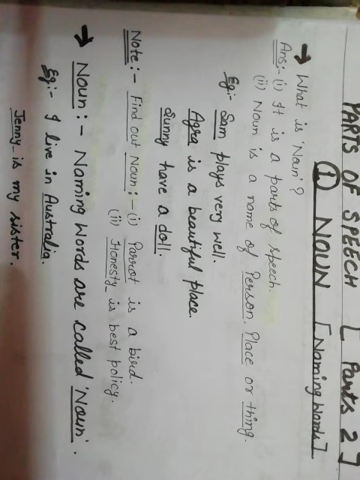 PARTS OF SPEECH [Parts 2]
① NOUN [Naming Words]
→ What is 'Noun'?
Ans:- (i) It is a parts of speech.
(ii) Noun is a name of Person, Place or thing.
Eg:- Sam plays very well.
Agra is a beautiful place.
Sunny have a doll.
Note:- Find out Noun:- (i) Parrot is a bird.
(ii) Honesty is best policy.
→ Noun:- Naming Words are called 'Noun'.
Eg:- I live in Australia.
Jenny is my sister.